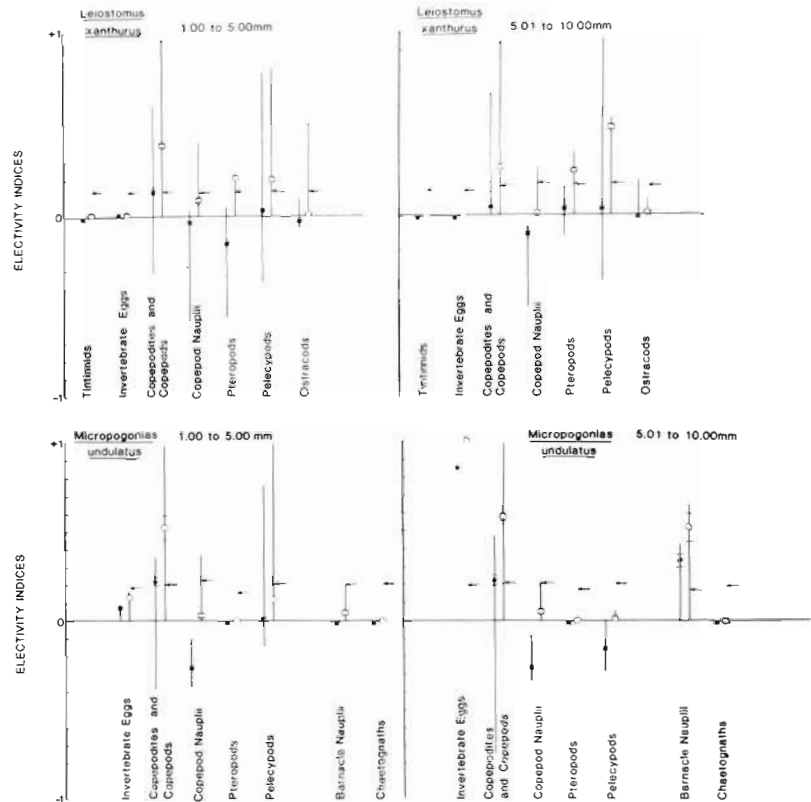 Leiostomus
xanthurus
1.00 to 5.00mm
Leiostomus
xanthurus
5.01 to 10.00mm
+1
0
-1
ELECTIVITY INDICES
Tintinnids
Invertebrate Eggs
Copepodites and
Copepods
Copepod Nauplii
Pteropods
Pelecypods
Ostracods
Tintinnids
Invertebrate Eggs
Copepodites and
Copepods
Copepod Nauplii
Pteropods
Pelecypods
Ostracods
Micropogonias
undulatus
1.00 to 5.00 mm
Micropogonias
undulatus
5.01 to 10.00mm
+1
0
-1
+1
0
-1
ELECTIVITY INDICES
Invertebrate Eggs
Copepodites and
Copepods
Copepod Nauplii
Pteropods
Pelecypods
Barnacle Nauplii
Chaetognaths
Invertebrate Eggs
Copepodites
and Copepods
Copepod Nauplii
Pteropods
Pelecypods
Barnacle Nauplii
Chaetognaths